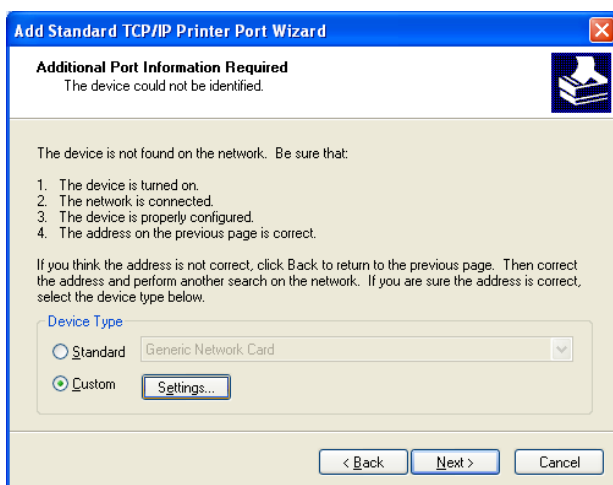 Add Standard TCP/IP Printer Port Wizard
Additional Port Information Required
The device could not be identified.
The device is not found on the network. Be sure that:
1. The device is turned on.
2. The network is connected.
3. The device is properly configured.
4. The address on the previous page is correct.
If you think the address is not correct, click Back to return to the previous page. Then correct
the address and perform another search on the network. If you are sure the address is correct,
select the device type below.
Device Type
Standard Generic Network Card
Custom Settings...
< Back Next > Cancel